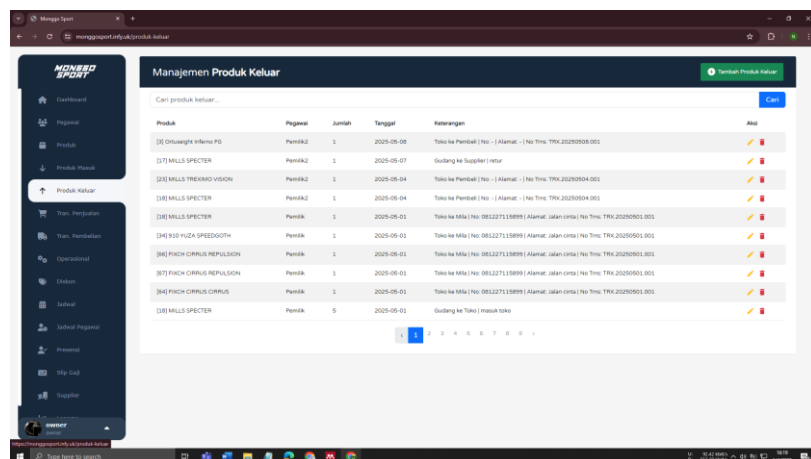 Monggo Sport
monggosport.infy.uk/produk-keluar
MONGGO SPORT
Manajemen Produk Keluar
Tambah Produk Keluar
Dashboard
Pegawai
Produk
Produk Masuk
Produk Keluar
Tran. Penjualan
Tran. Pembelian
Operasional
Diskon
Jadwal
Jadwal Pegawai
Presensi
Slip Gaji
Supplier
owner
owner
Cari produk keluar...
Cari
Produk Pegawai Jumlah Tanggal Keterangan Aksi
[3] Ortuseight Inferno FG Pemilik2 1 2025-05-08 Toko ke Pembeli | No: - | Alamat: - | No Trns: TRX.20250508.001
[17] MILLS SPECTER Pemilik2 1 2025-05-07 Gudang ke Supplier | retur
[23] MILLS TREXIMO VISION Pemilik2 1 2025-05-04 Toko ke Pembeli | No: - | Alamat: - | No Trns: TRX.20250504.001
[18] MILLS SPECTER Pemilik2 1 2025-05-04 Toko ke Pembeli | No: - | Alamat: - | No Trns: TRX.20250504.001
[18] MILLS SPECTER Pemilik 1 2025-05-01 Toko ke Mila | No: 081227115899 | Alamat: Jalan cinta | No Trns: TRX.20250501.001
[34] 910 YUZA SPEEDGOTH Pemilik 1 2025-05-01 Toko ke Mila | No: 081227115899 | Alamat: Jalan cinta | No Trns: TRX.20250501.001
[66] FIXCH CIRRUS REPULSION Pemilik 1 2025-05-01 Toko ke Mila | No: 081227115899 | Alamat: Jalan cinta | No Trns: TRX.20250501.001
[67] FIXCH CIRRUS REPULSION Pemilik 1 2025-05-01 Toko ke Mila | No: 081227115899 | Alamat: Jalan cinta | No Trns: TRX.20250501.001
[64] FIXCH CIRRUS CIRRUS Pemilik 1 2025-05-01 Toko ke Mila | No: 081227115899 | Alamat: Jalan cinta | No Trns: TRX.20250501.001
[18] MILLS SPECTER Pemilik 5 2025-05-01 Gudang ke Toko | masuk toko
‹ 1 2 3 4 5 6 7 8 9 ›
https://monggosport.infy.uk/produk-keluar
Type here to search